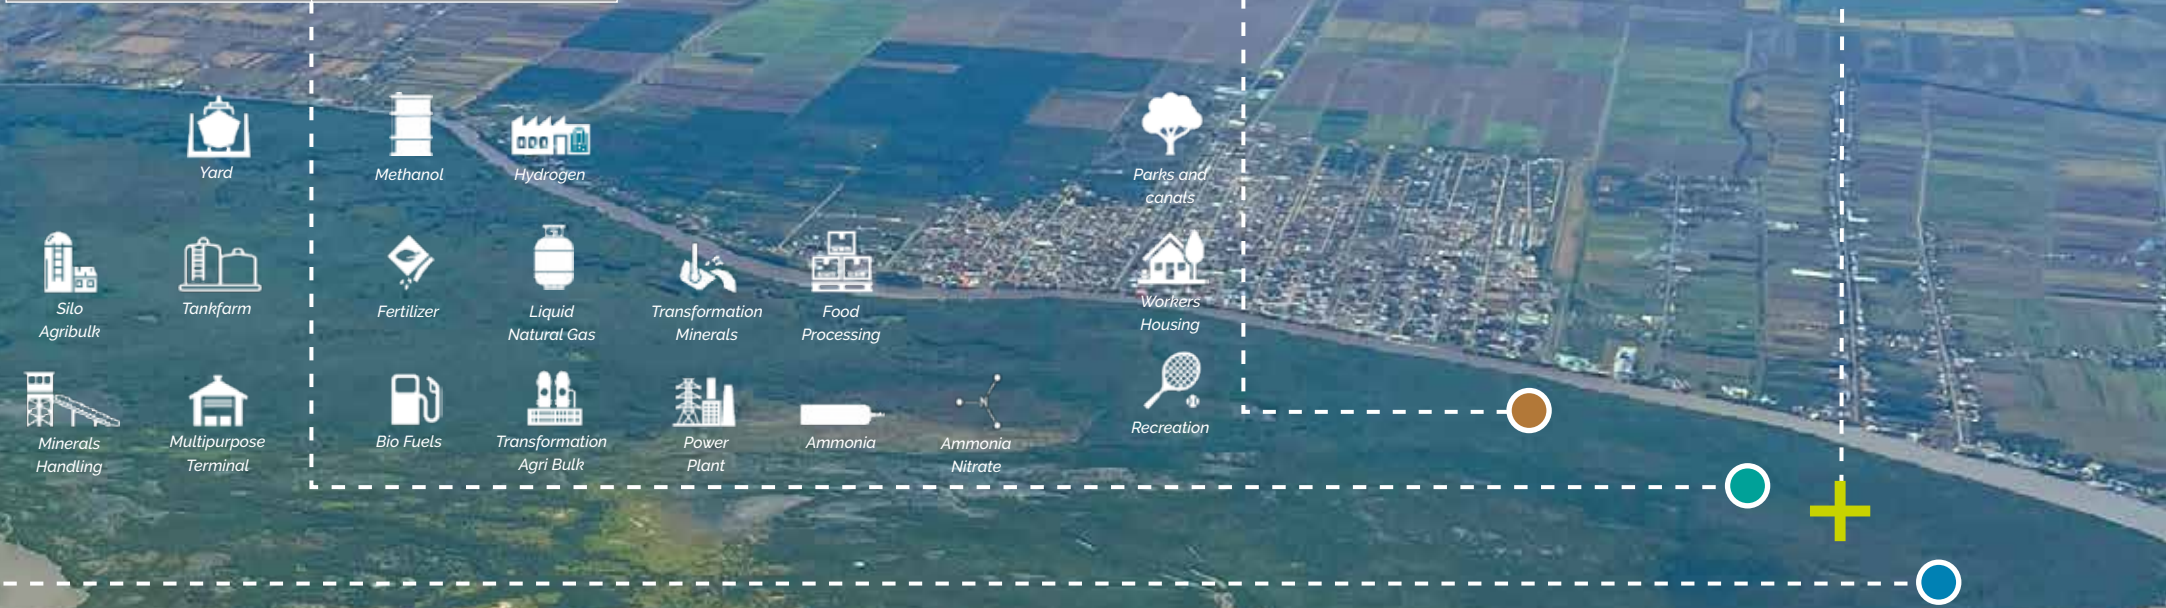 Yard
Methanol
Hydrogen
Parks and
canals
Silo
Agribulk
Tankfarm
Fertilizer
Liquid
Natural Gas
Transformation
Minerals
Food
Processing
Workers
Housing
Minerals
Handling
Multipurpose
Terminal
Bio Fuels
Transformation
Agri Bulk
Power
Plant
Ammonia
N
Ammonia
Nitrate
Recreation